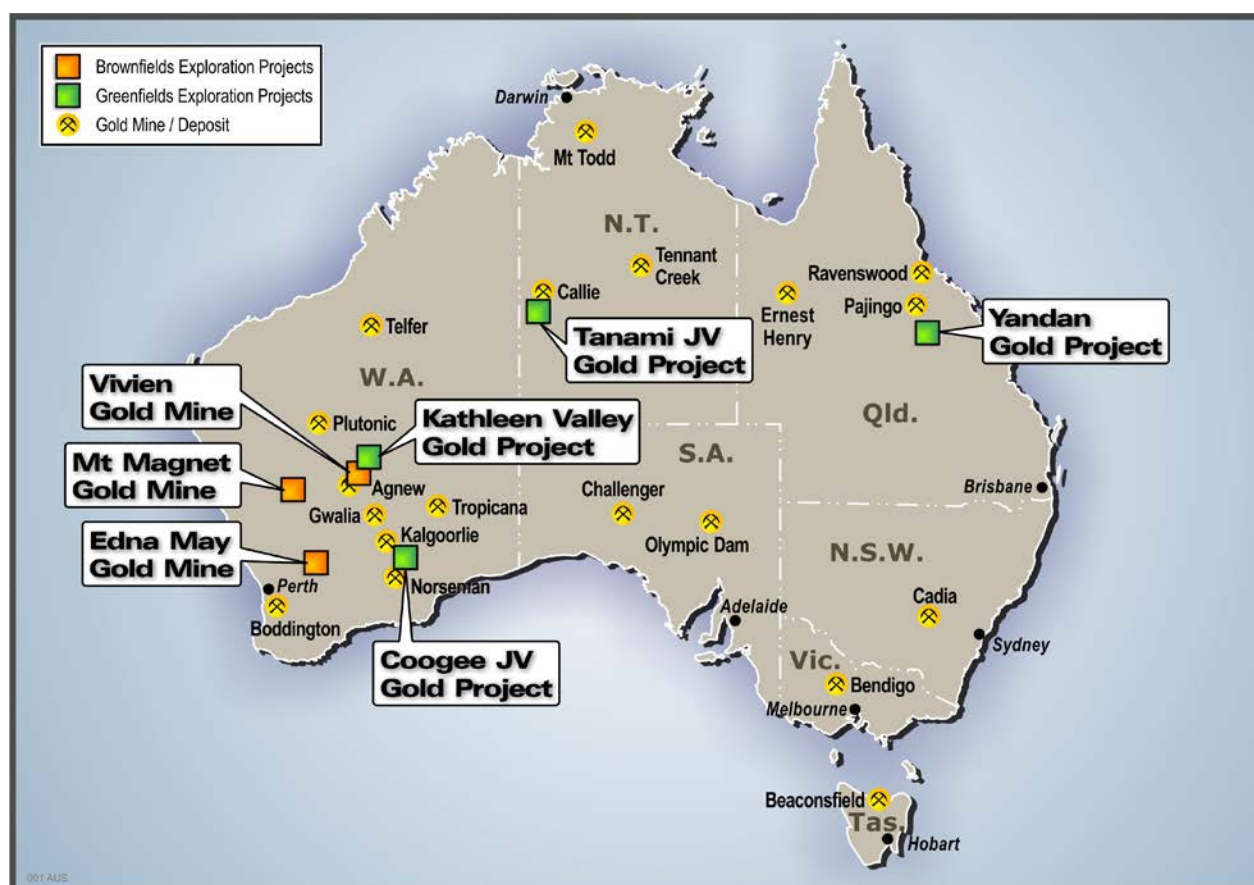 Brownfields Exploration Projects
Greenfields Exploration Projects
Gold Mine / Deposit
Darwin
Mt Todd
N.T.
Tennant
Creek
Ravenswood
Callie
Pajingo
Ernest
Henry
Telfer
Tanami JV
Gold Project
Yandan
Gold Project
W.A.
Vivien
Gold Mine
Plutonic
Kathleen Valley
Gold Project
Qld.
S.A.
Mt Magnet
Gold Mine
Agnew
Tropicana
Challenger
Brisbane
Gwalia
Kalgoorlie
Olympic Dam
Edna May
Gold Mine
N.S.W.
Perth
Norseman
Cadia
Boddington
Adelaide
Sydney
Coogee JV
Gold Project
Vic.
Bendigo
Melbourne
Beaconsfield
Tas.
Hobart
001 AUS